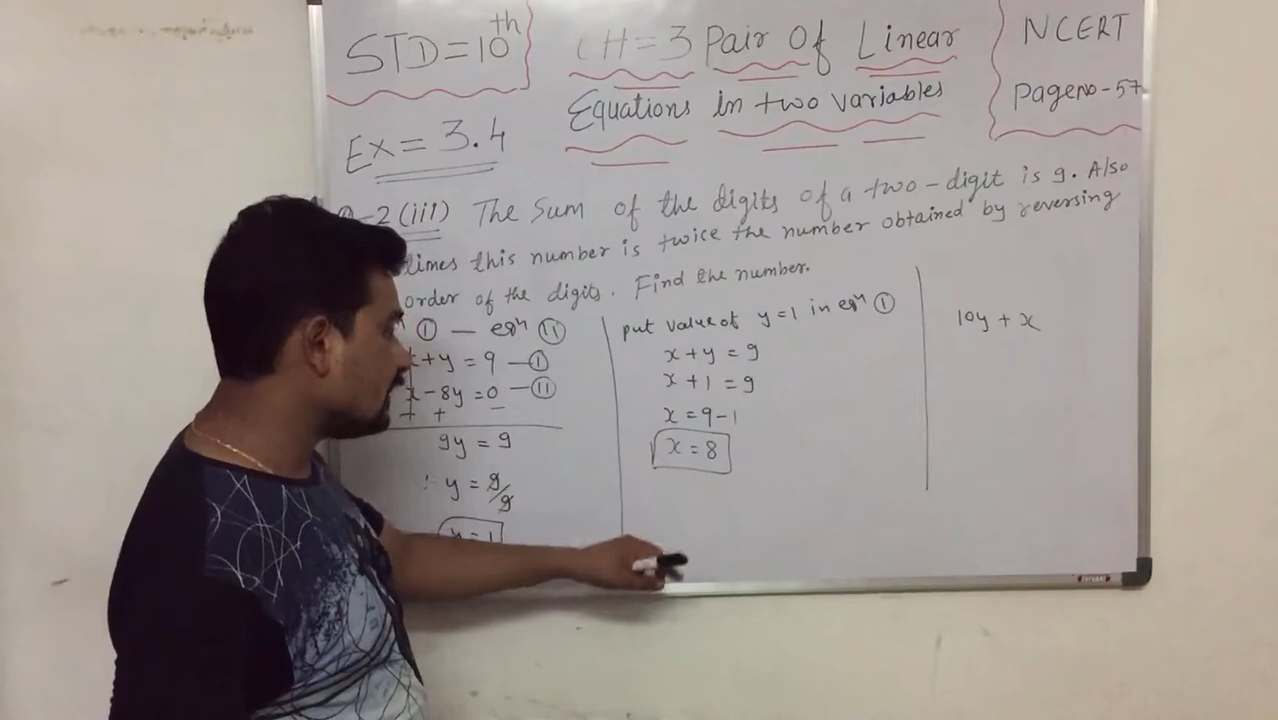 STD=10th
CH=3 Pair Of Linear
Equations in two variables
NCERT
Pageno-57
Ex=3.4
Q-2(iii) The Sum of the digits of a two-digit is 9. Also
times this number is twice the number obtained by reversing
order of the digits. Find the number.
① — eqn ⑪
x+y=9 —①
x-8y=0 —⑪
- + -
9y=9
∴ y=9/9
y=1
put value of y=1 in eqn ①
x+y=9
x+1=9
x=9-1
x=8
10y+x